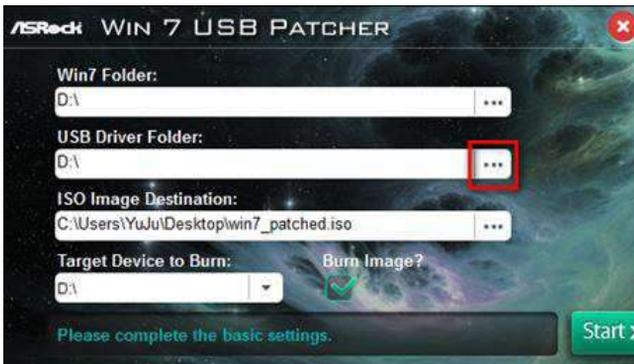 ASRock WIN 7 USB PATCHER
Win7 Folder:
D:\
...
USB Driver Folder:
D:\
...
ISO Image Destination:
C:\Users\YuJu\Desktop\win7_patched.iso
...
Target Device to Burn: Burn Image?
D:\
Please complete the basic settings.
Start